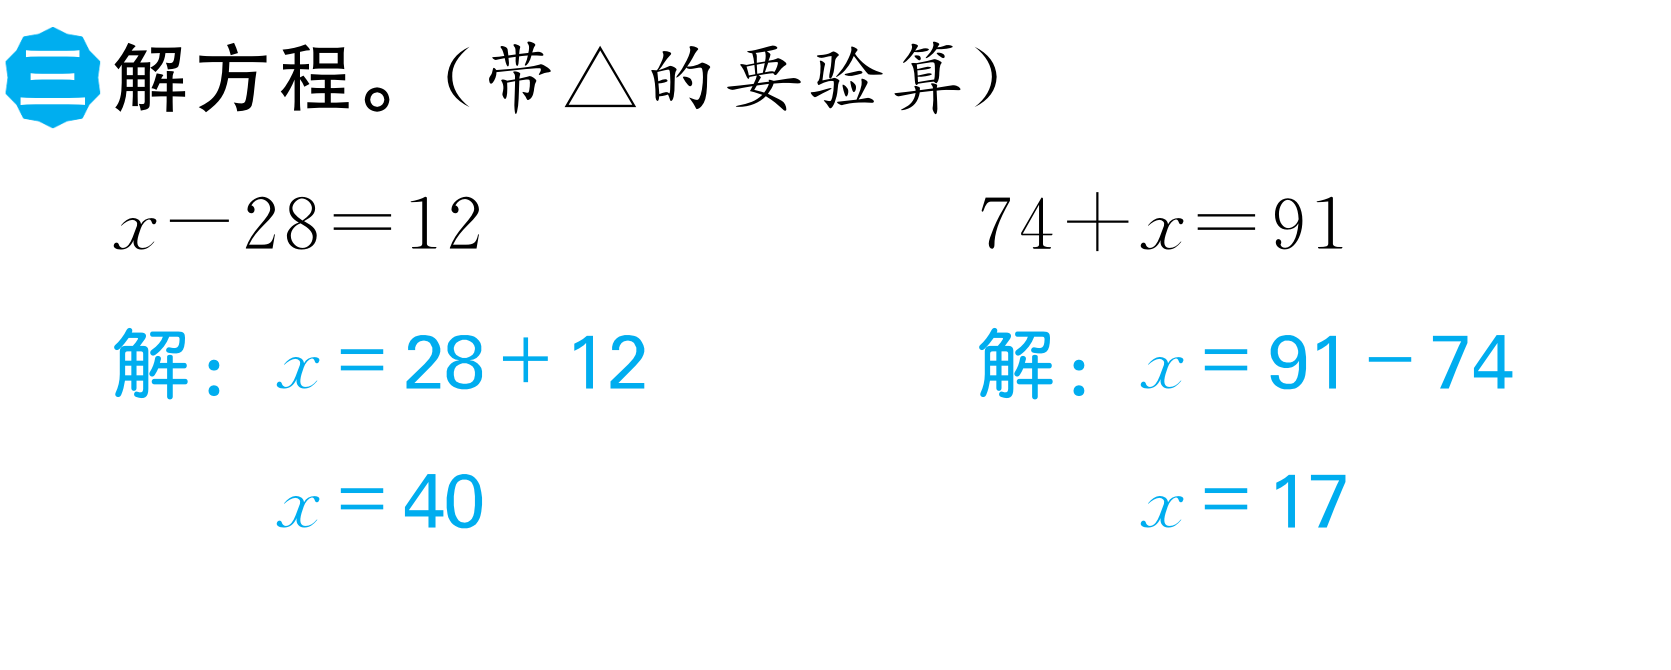 三 解方程。（带△的要验算）
x－28＝12 74＋x＝91
解：x＝28＋12 解：x＝91－74
x＝40 x＝17